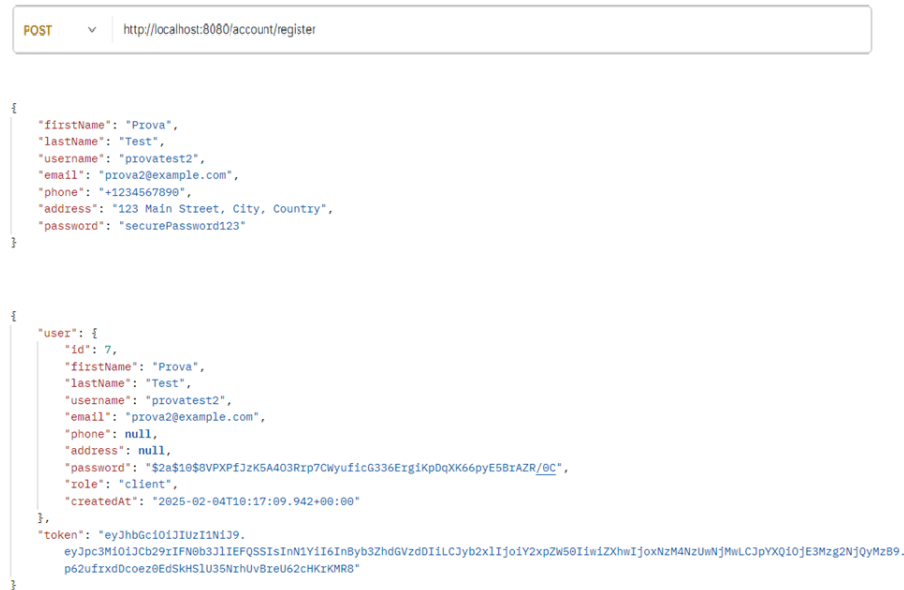 POST http://localhost:8080/account/register
{
"firstName": "Prova",
"lastName": "Test",
"username": "provatest2",
"email": "prova2@example.com",
"phone": "+1234567890",
"address": "123 Main Street, City, Country",
"password": "securePassword123"
}
{
"user": {
"id": 7,
"firstName": "Prova",
"lastName": "Test",
"username": "provatest2",
"email": "prova2@example.com",
"phone": null,
"address": null,
"password": "$2a$10$8VPXPfJzK5A4O3Rrp7CWyuficG336ErgiKpDqXK66pyE5BrAZR/0C",
"role": "client",
"createdAt": "2025-02-04T10:17:09.942+00:00"
},
"token": "eyJhbGciOiJIUzI1NiJ9.
eyJpc3MiOiJCb29rIFN0b3JlIEFQSSIsInN1YiI6InByb3ZhdGVzdDIiLCJyb2xlIjoiY2xpZW50IiwiZXhwIjoxNzM4NzUwNjMwLCJpYXQiOjE3Mzg2NjQyMzB9.
p62ufrxdDcoez0EdSkHSlU35NrhUvBreU62cHKrKMR8"
}